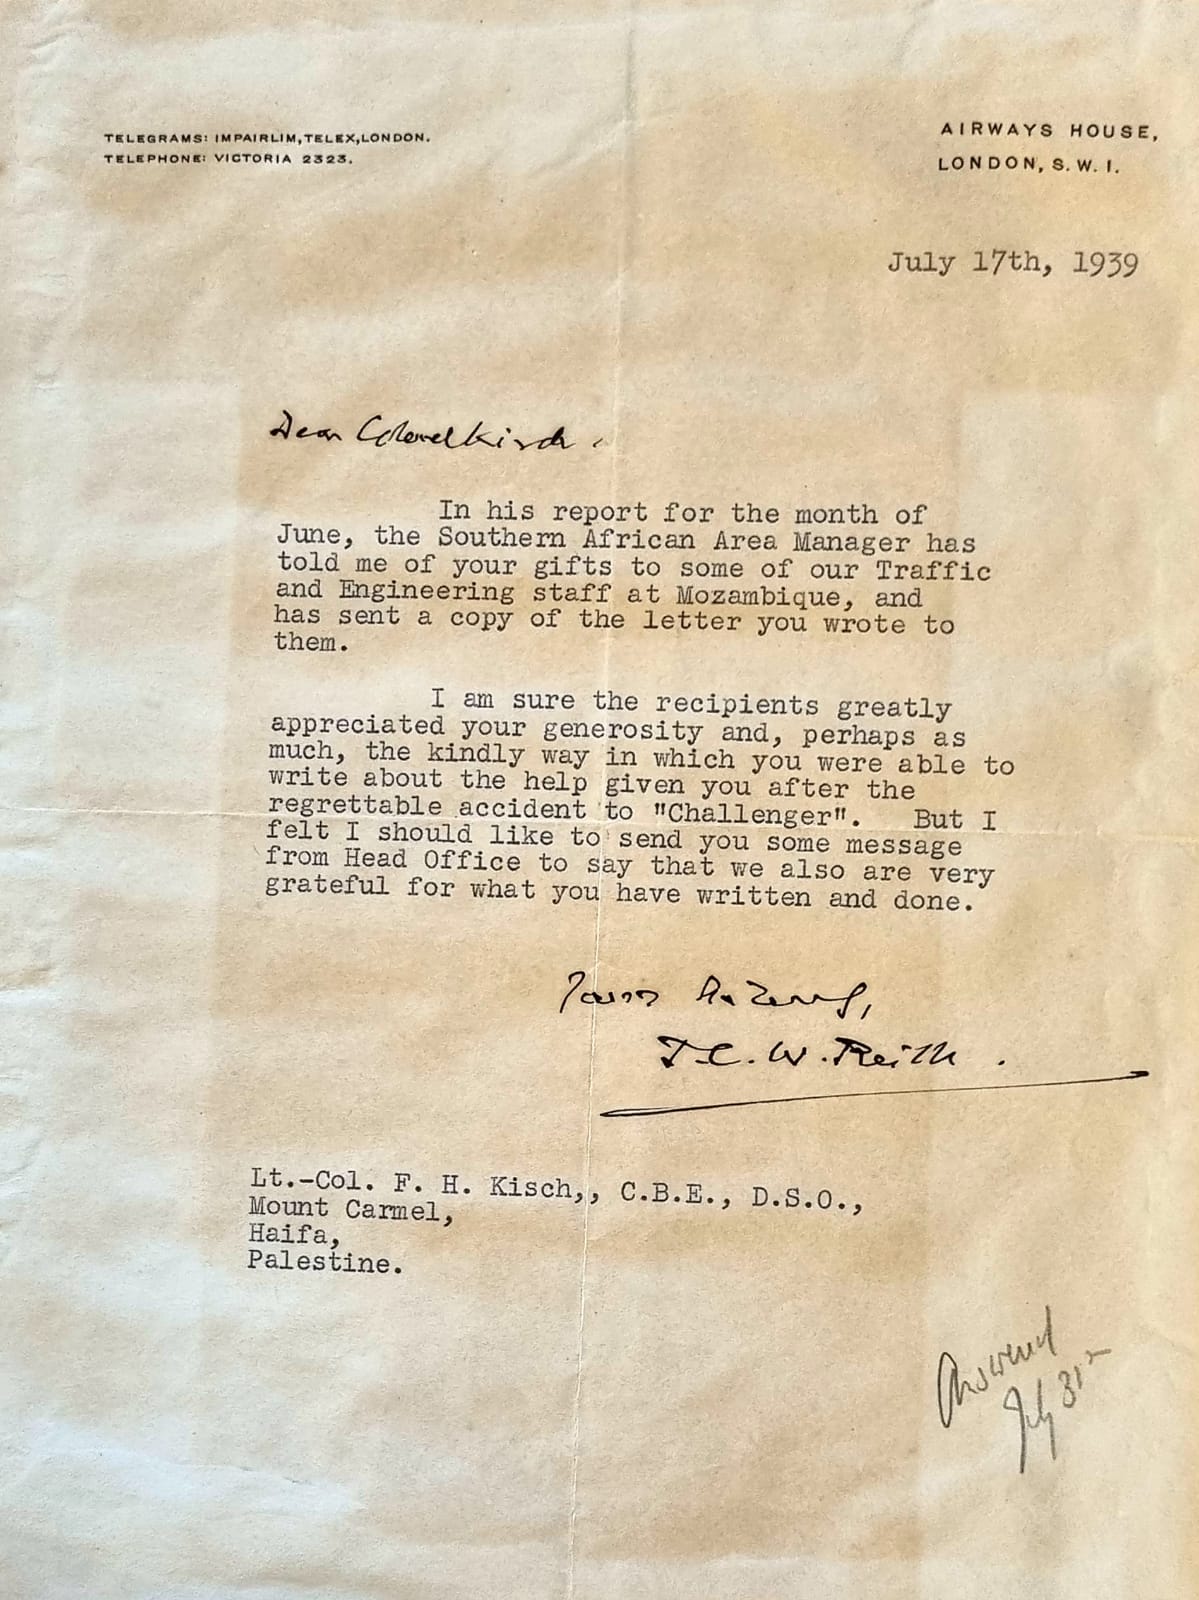 TELEGRAMS: IMPAIRLIM, TELEX, LONDON.
TELEPHONE: VICTORIA 2323.
AIRWAYS HOUSE,
LONDON, S.W.1.
July 17th, 1939
Dear Colonel Kisch,
In his report for the month of
June, the Southern African Area Manager has
told me of your gifts to some of our Traffic
and Engineering staff at Mozambique, and
has sent a copy of the letter you wrote to
them.
I am sure the recipients greatly
appreciated your generosity and, perhaps as
much, the kindly way in which you were able to
write about the help given you after the
regrettable accident to "Challenger". But I
felt I should like to send you some message
from Head Office to say that we also are very
grateful for what you have written and done.
Yours
J.C.W. Reith.
Lt.-Col. F. H. Kisch,, C.B.E., D.S.O.,
Mount Carmel,
Haifa,
Palestine.
Answered
July 31